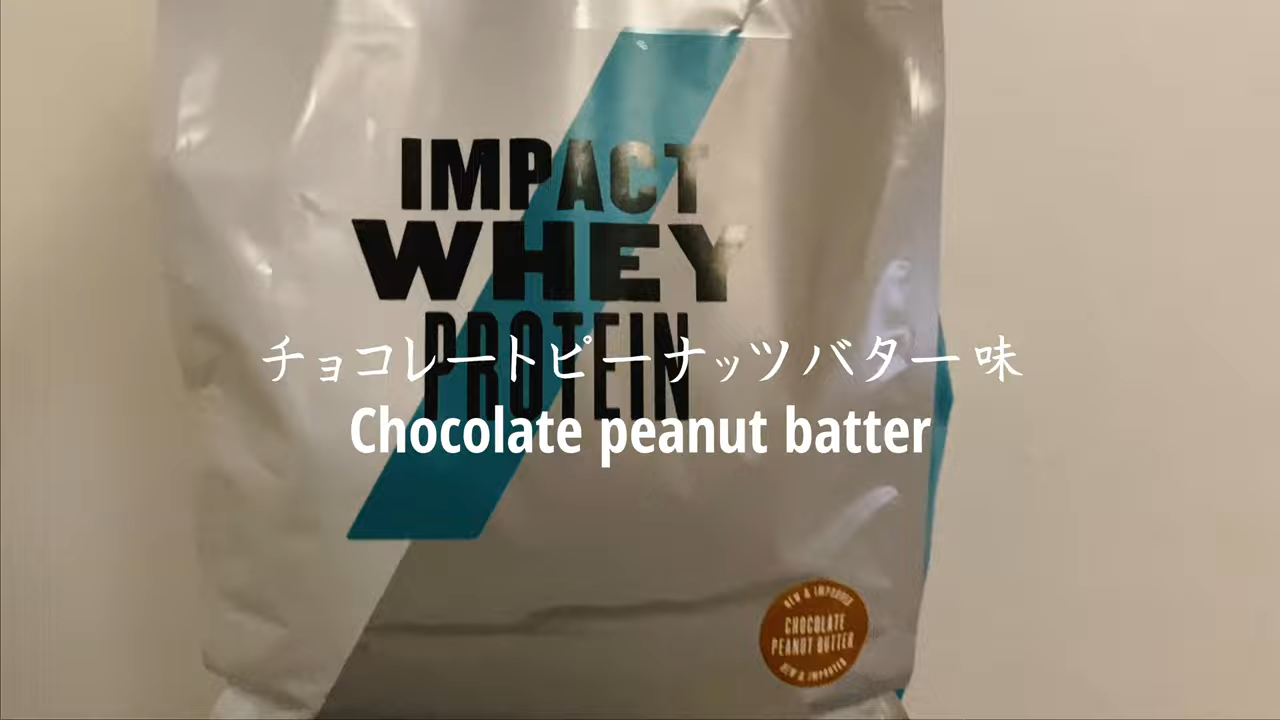 IMPACT
WHEY
PROTEIN
チョコレートピーナッツバター味
Chocolate peanut batter
NEW & IMPROVED
CHOCOLATE
PEANUT BUTTER
NEW & IMPROVED